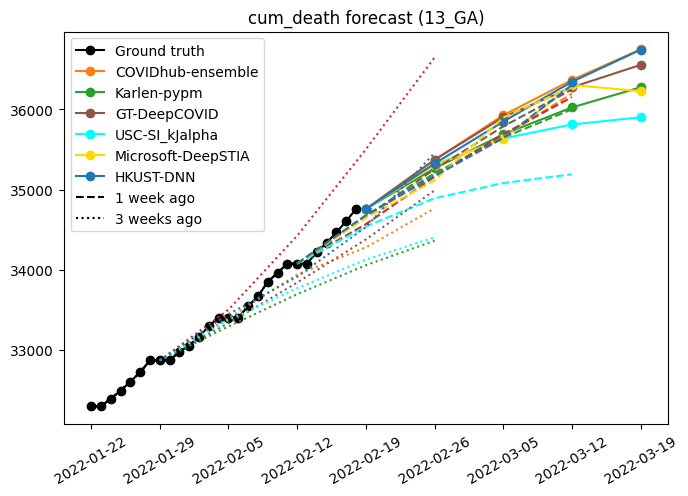 cum_death forecast (13_GA)
Ground truth
COVIDhub-ensemble
Karlen-pypm
GT-DeepCOVID
USC-SI_kJalpha
Microsoft-DeepSTIA
HKUST-DNN
1 week ago
3 weeks ago
36000
35000
34000
33000
2022-01-22
2022-01-29
2022-02-05
2022-02-12
2022-02-19
2022-02-26
2022-03-05
2022-03-12
2022-03-19